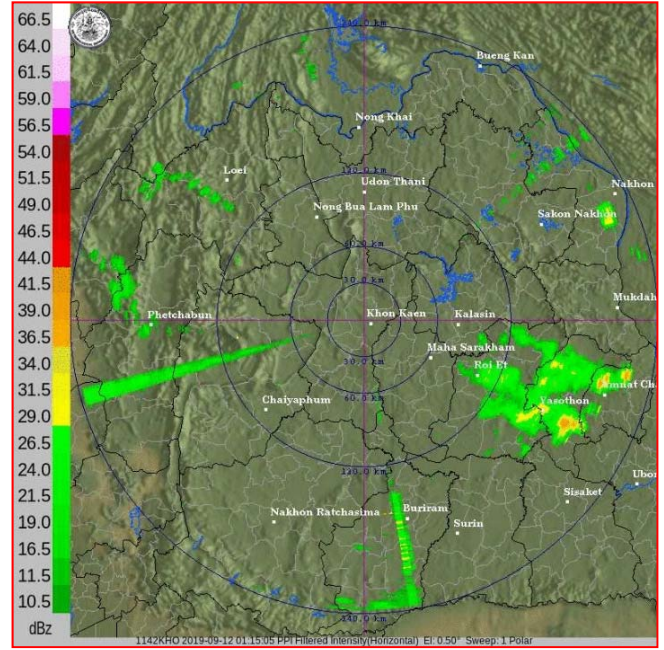 66.5
64.0
61.5
59.0
56.5
54.0
51.5
49.0
46.5
44.0
41.5
39.0
36.5
34.0
31.5
29.0
26.5
24.0
21.5
19.0
16.5
11.5
10.5
dBz
Bueng Kan
Nong Khai
Loei
Udon Thani
Nakhon
Nong Bua Lam Phu
Sakon Nakhon
Mukdah
Phetchabun
Khon Kaen
Kalasin
Maha Sarakham
Roi Et
Chaiyaphum
Yasothon
Amnat Cha
120.0 km
Ubon
Sisaket
Nakhon Ratchasima
Buriram
Surin
240.0 km
1142KHO 2019-09-12 01:15:05 PPI Filtered Intensity(Horizontal) El: 0.50° Sweep: 1 Polar